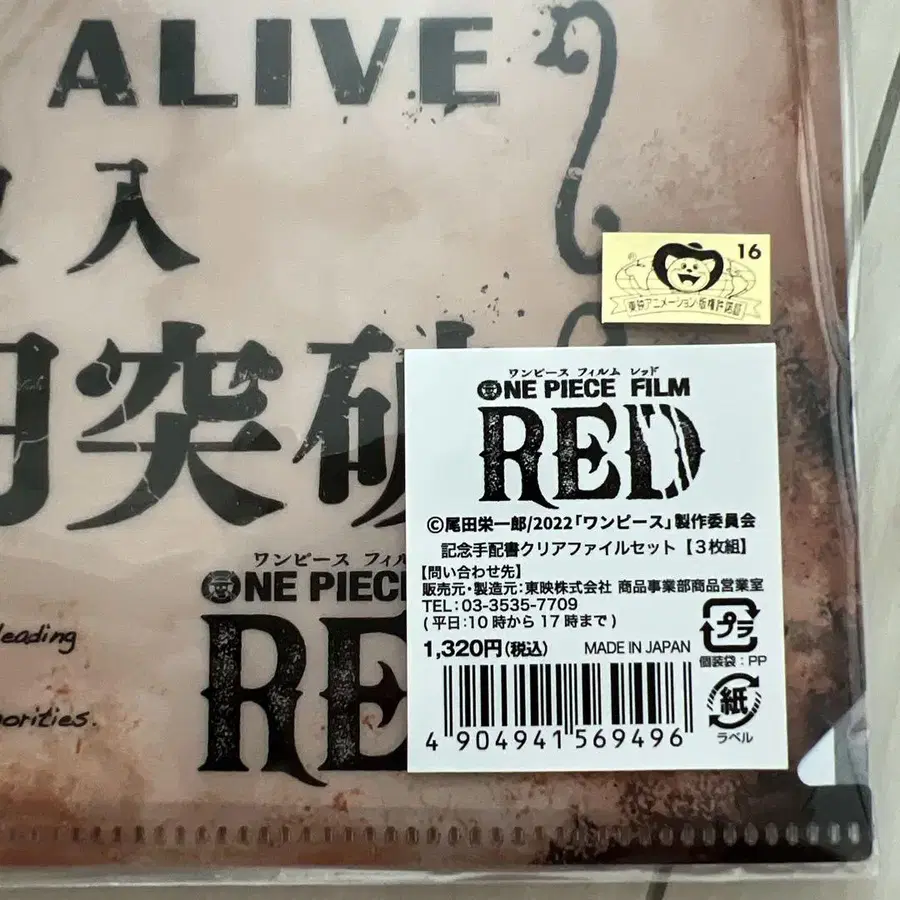 ALIVE
入
突破
16
東映アニメーション・版権許諾証
ワンピース フィルム レッド
ONE PIECE FILM
RED
©尾田栄一郎/2022「ワンピース」製作委員会
記念手配書クリアファイルセット【3枚組】
【問い合わせ先】
販売元・製造元:東映株式会社 商品事業部商品営業室
TEL:03-3535-7709
(平日:10時から17時まで)
1,320円(税込)
MADE IN JAPAN
プラ
個装袋:PP
紙
ラベル
4 904941 569496
ワンピース フィル
ONE PIECE
RE
leading
orities.